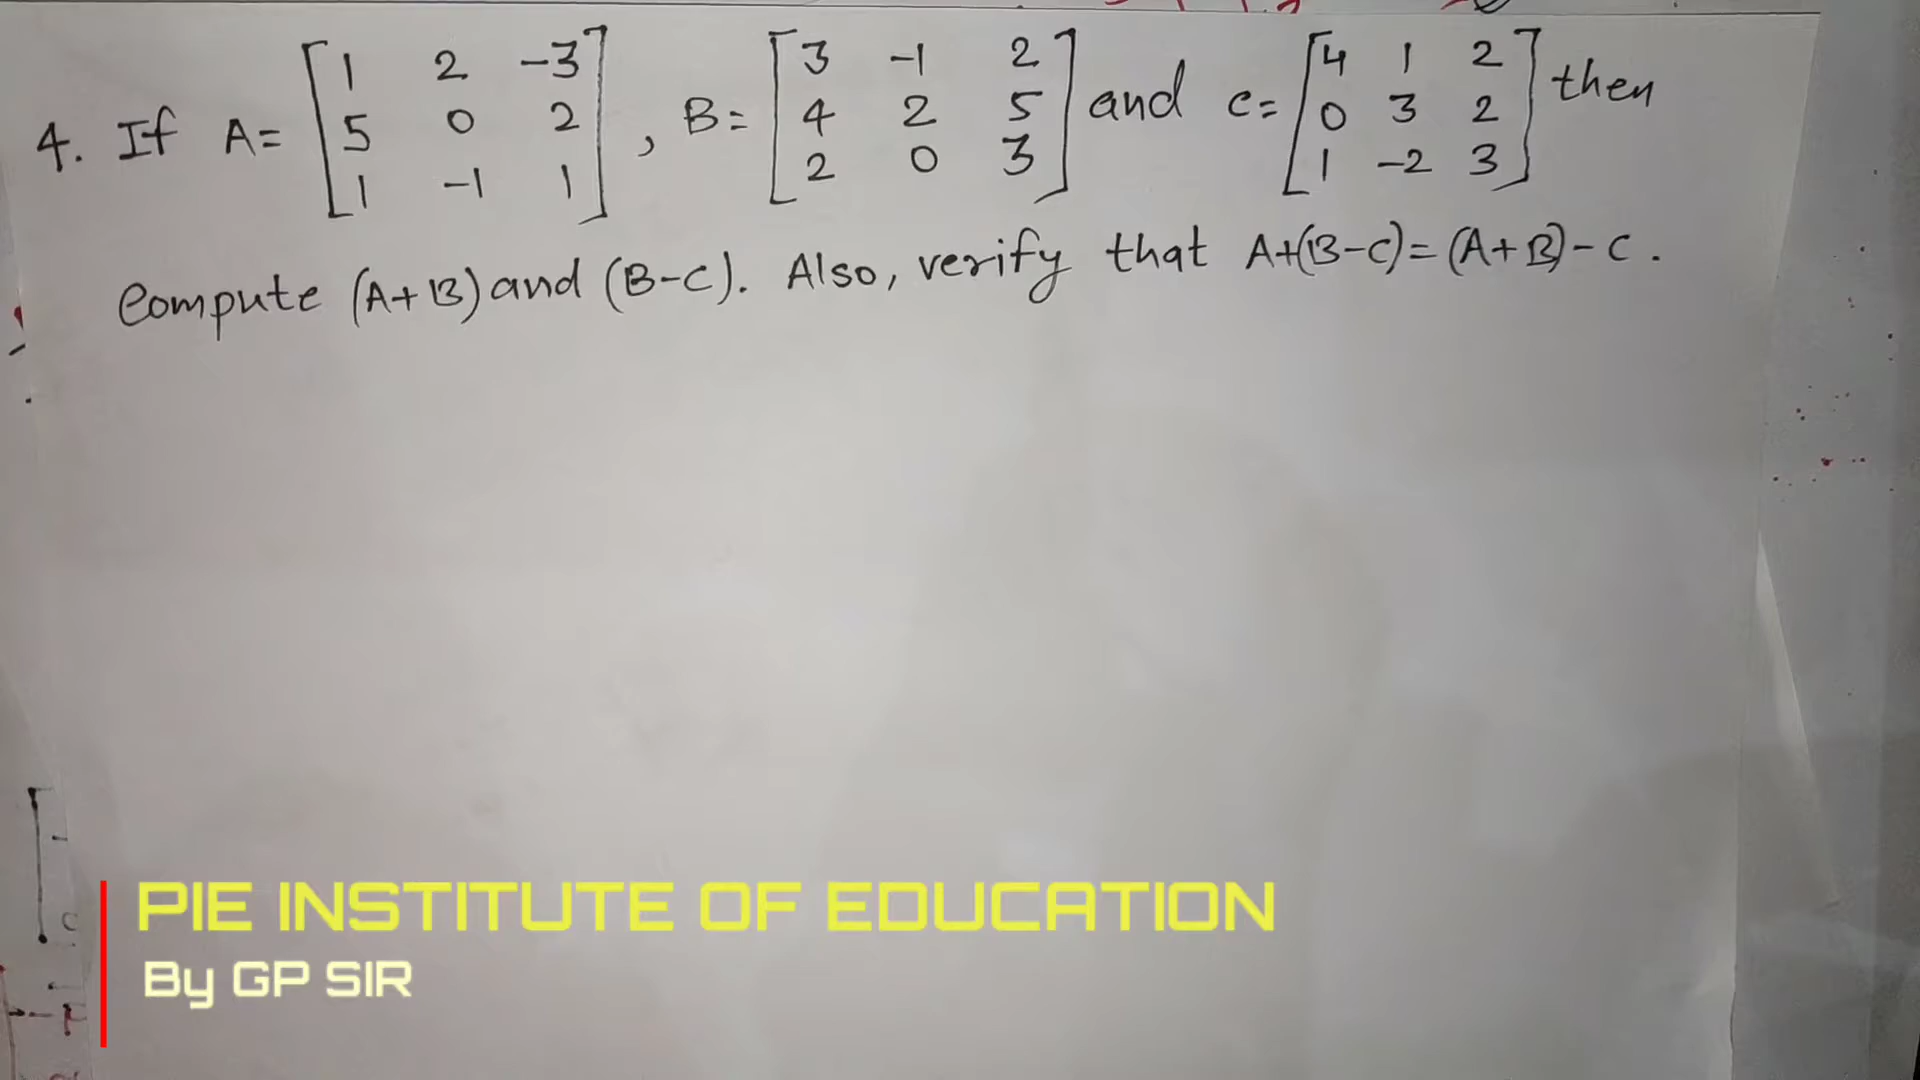 4. If A= [1 2 -3 5 0 2 1 -1 1], B= [3 -1 2 4 2 5 2 0 3] and C= [4 1 2 0 3 2 1 -2 3] then
Compute (A+B) and (B-C). Also, verify that A+(B-C)=(A+B)-C.
PIE INSTITUTE OF EDUCATION
By GP SIR